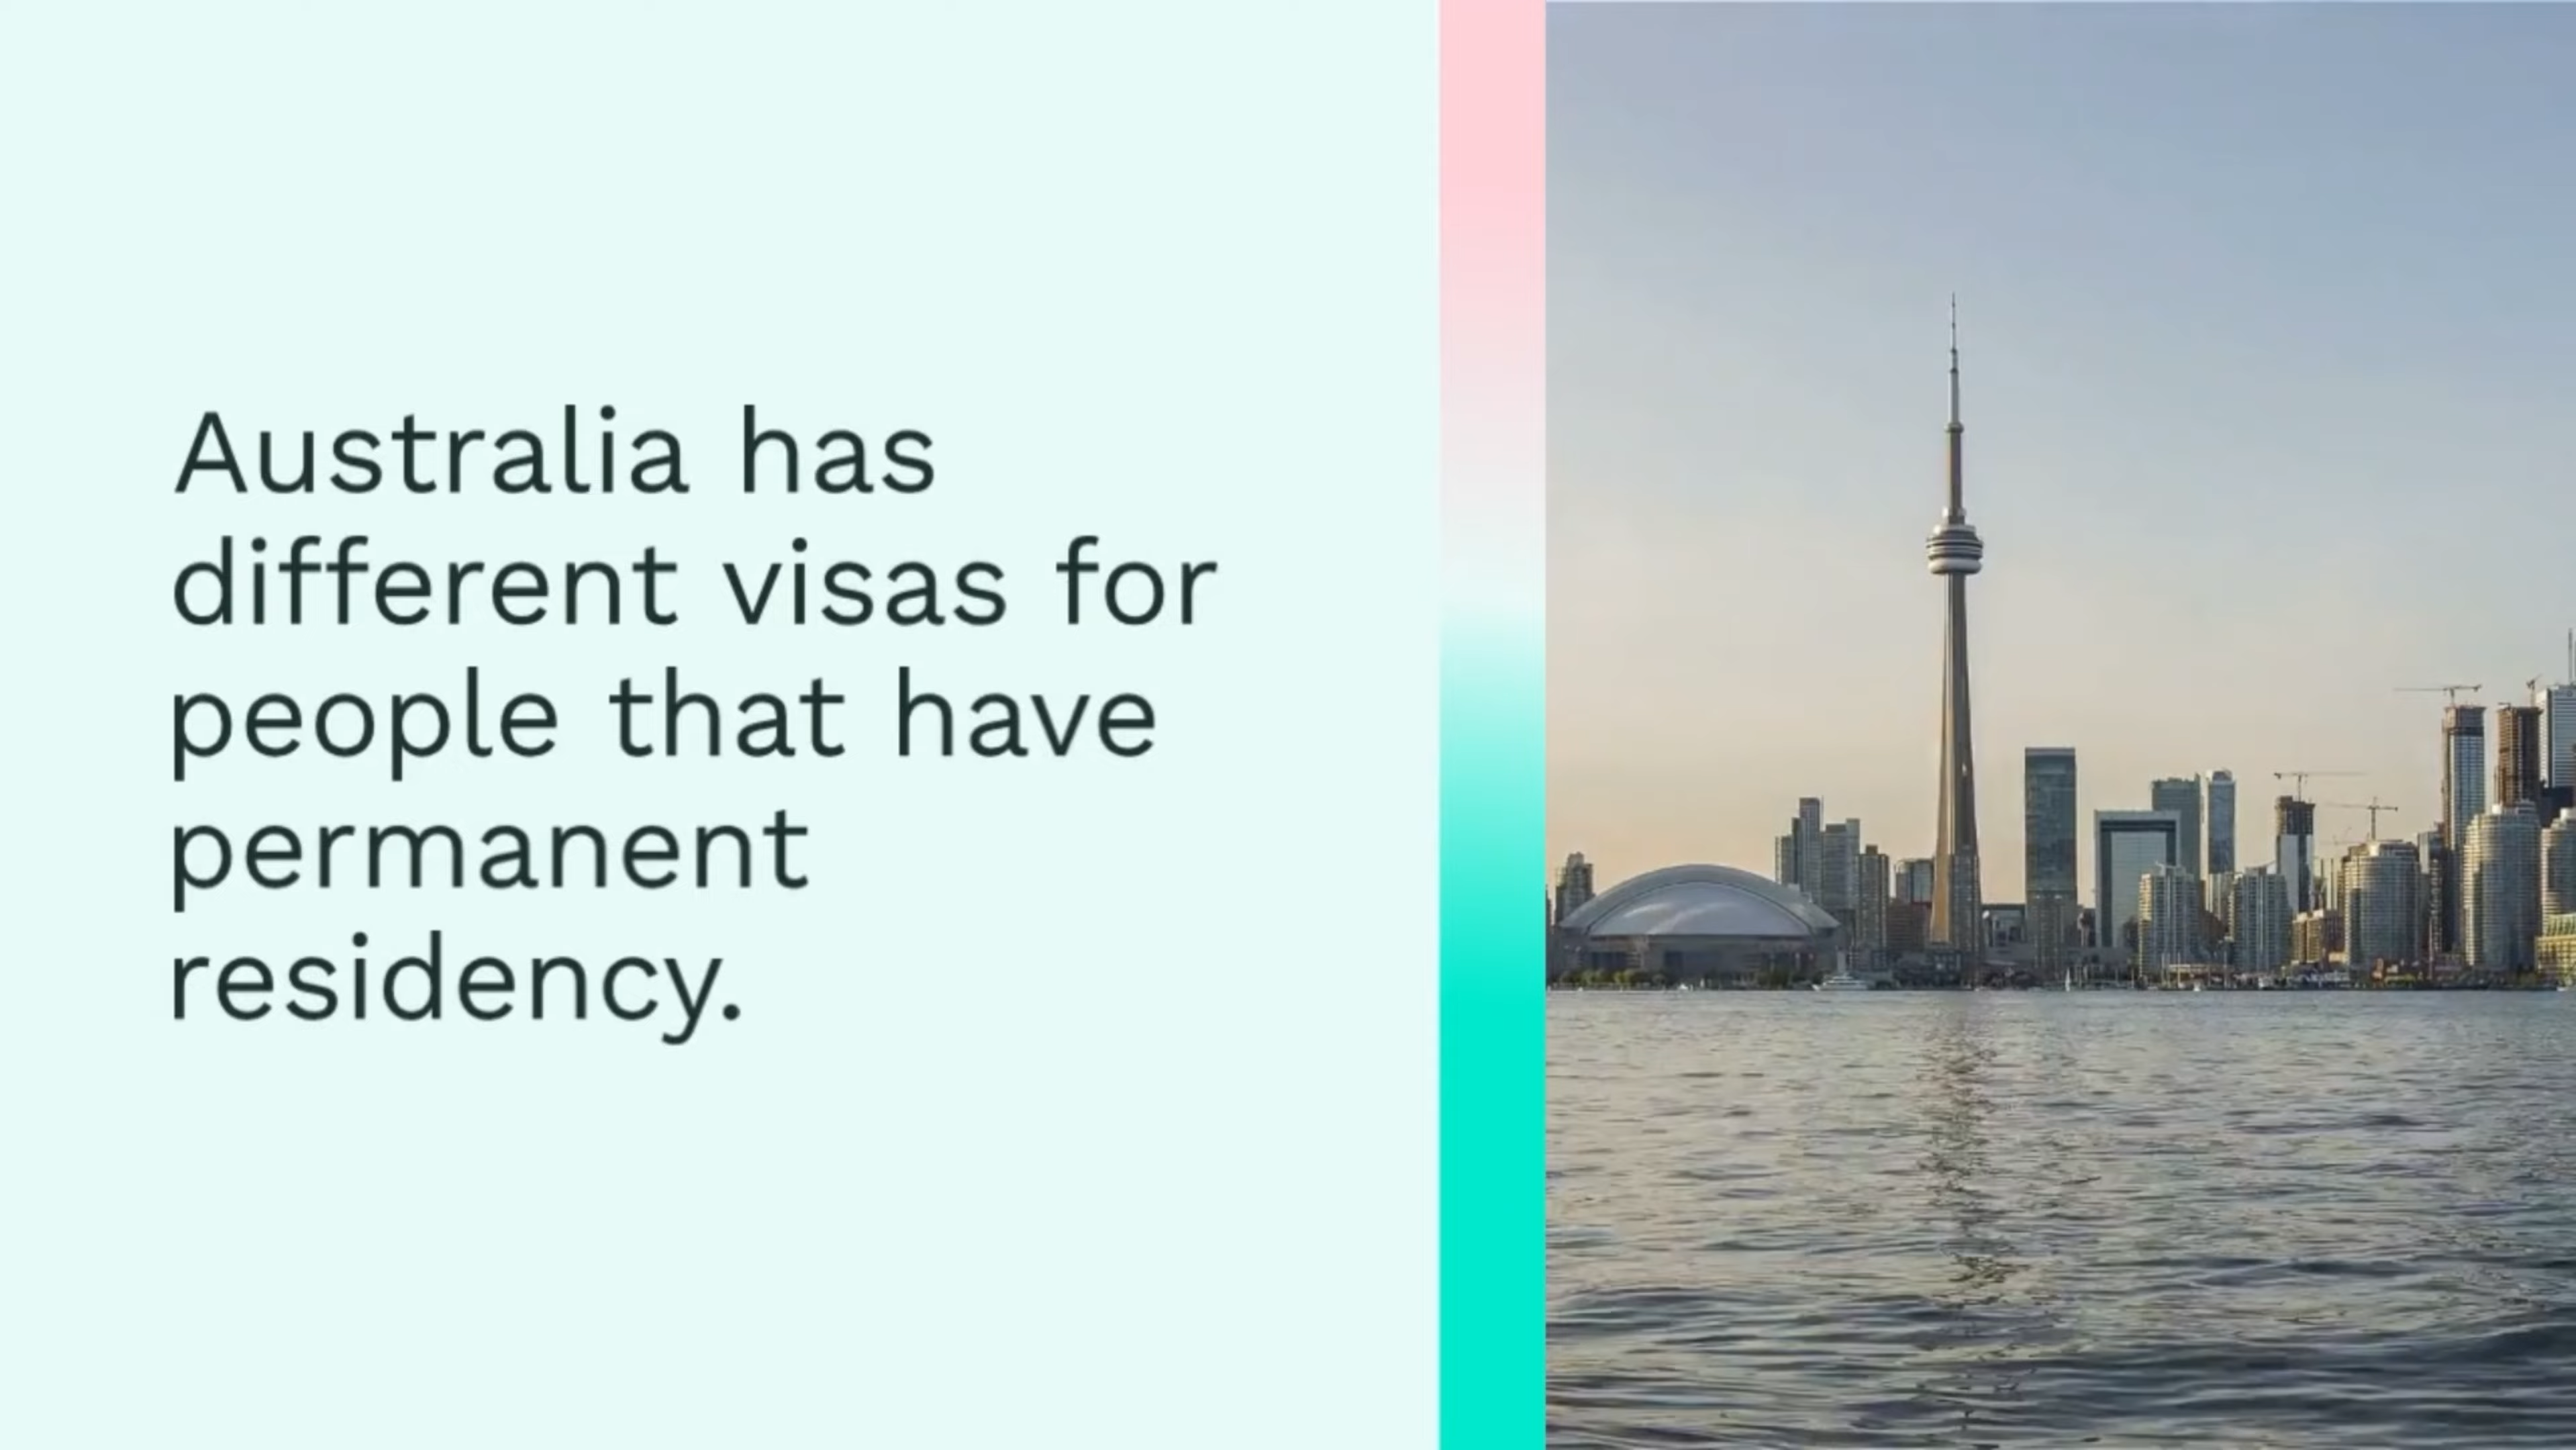 Australia has
different visas for
people that have
permanent
residency.